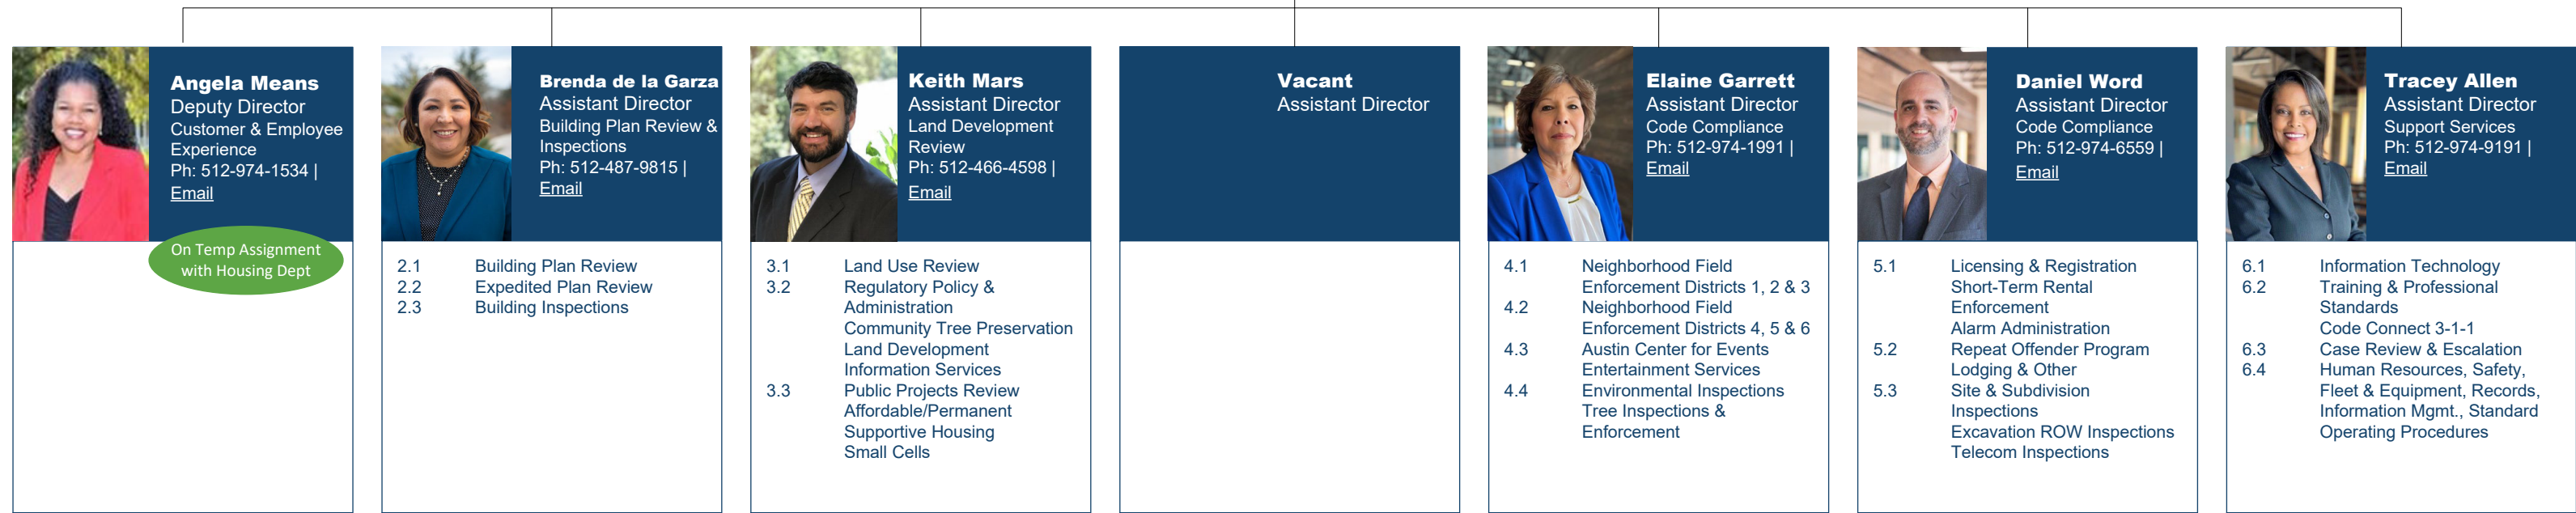 Angela Means
Deputy Director
Customer & Employee
Experience
Ph: 512-974-1534 |
Email
On Temp Assignment
with Housing Dept
Brenda de la Garza
Assistant Director
Building Plan Review &
Inspections
Ph: 512-487-9815 |
Email
2.1 Building Plan Review
2.2 Expedited Plan Review
2.3 Building Inspections
Keith Mars
Assistant Director
Land Development
Review
Ph: 512-466-4598 |
Email
3.1 Land Use Review
3.2 Regulatory Policy &
Administration
Community Tree Preservation
Land Development
Information Services
3.3 Public Projects Review
Affordable/Permanent
Supportive Housing
Small Cells
Vacant
Assistant Director
Elaine Garrett
Assistant Director
Code Compliance
Ph: 512-974-1991 |
Email
4.1 Neighborhood Field
Enforcement Districts 1, 2 & 3
4.2 Neighborhood Field
Enforcement Districts 4, 5 & 6
4.3 Austin Center for Events
Entertainment Services
4.4 Environmental Inspections
Tree Inspections &
Enforcement
Daniel Word
Assistant Director
Code Compliance
Ph: 512-974-6559 |
Email
5.1 Licensing & Registration
Short-Term Rental
Enforcement
Alarm Administration
5.2 Repeat Offender Program
Lodging & Other
5.3 Site & Subdivision
Inspections
Excavation ROW Inspections
Telecom Inspections
Tracey Allen
Assistant Director
Support Services
Ph: 512-974-9191 |
Email
6.1 Information Technology
6.2 Training & Professional
Standards
Code Connect 3-1-1
6.3 Case Review & Escalation
6.4 Human Resources, Safety,
Fleet & Equipment, Records,
Information Mgmt., Standard
Operating Procedures